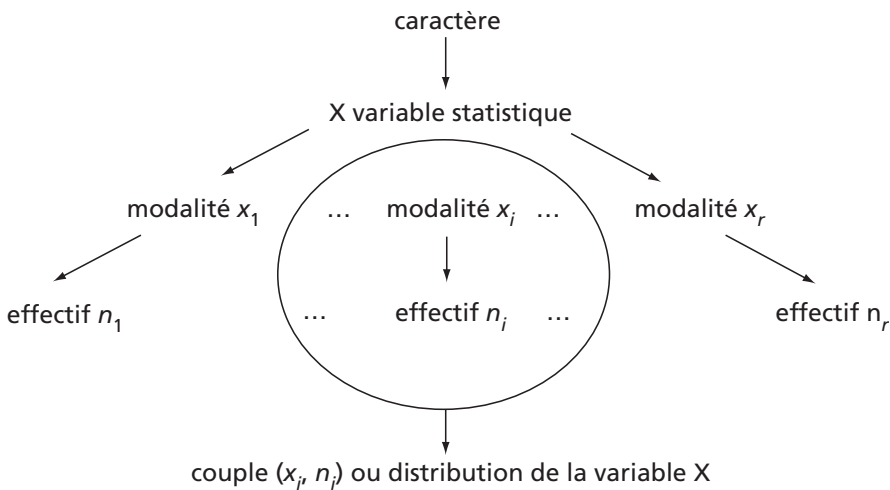 caractère
X variable statistique
modalité x₁ ... modalité xᵢ ... modalité xᵣ
effectif n₁ ... effectif nᵢ ... effectif nᵣ
couple (xᵢ, nᵢ) ou distribution de la variable X